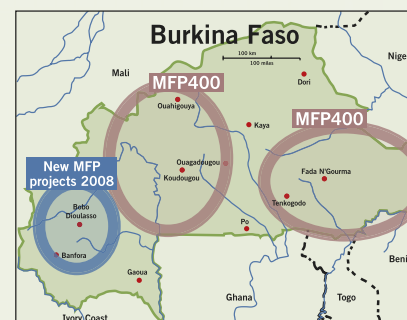 Burkina Faso
100 km
100 miles
Niger
Mali
MFP400
Dori
Ouahigouya
MFP400
Kaya
New MFP
projects 2008
Ouagadougou
Koudougou
Fada N'Gourma
Tenkogodo
Bobo
Dioulasso
Po
Banfora
Beni
Gaoua
Ghana
Togo
Ivory Coast